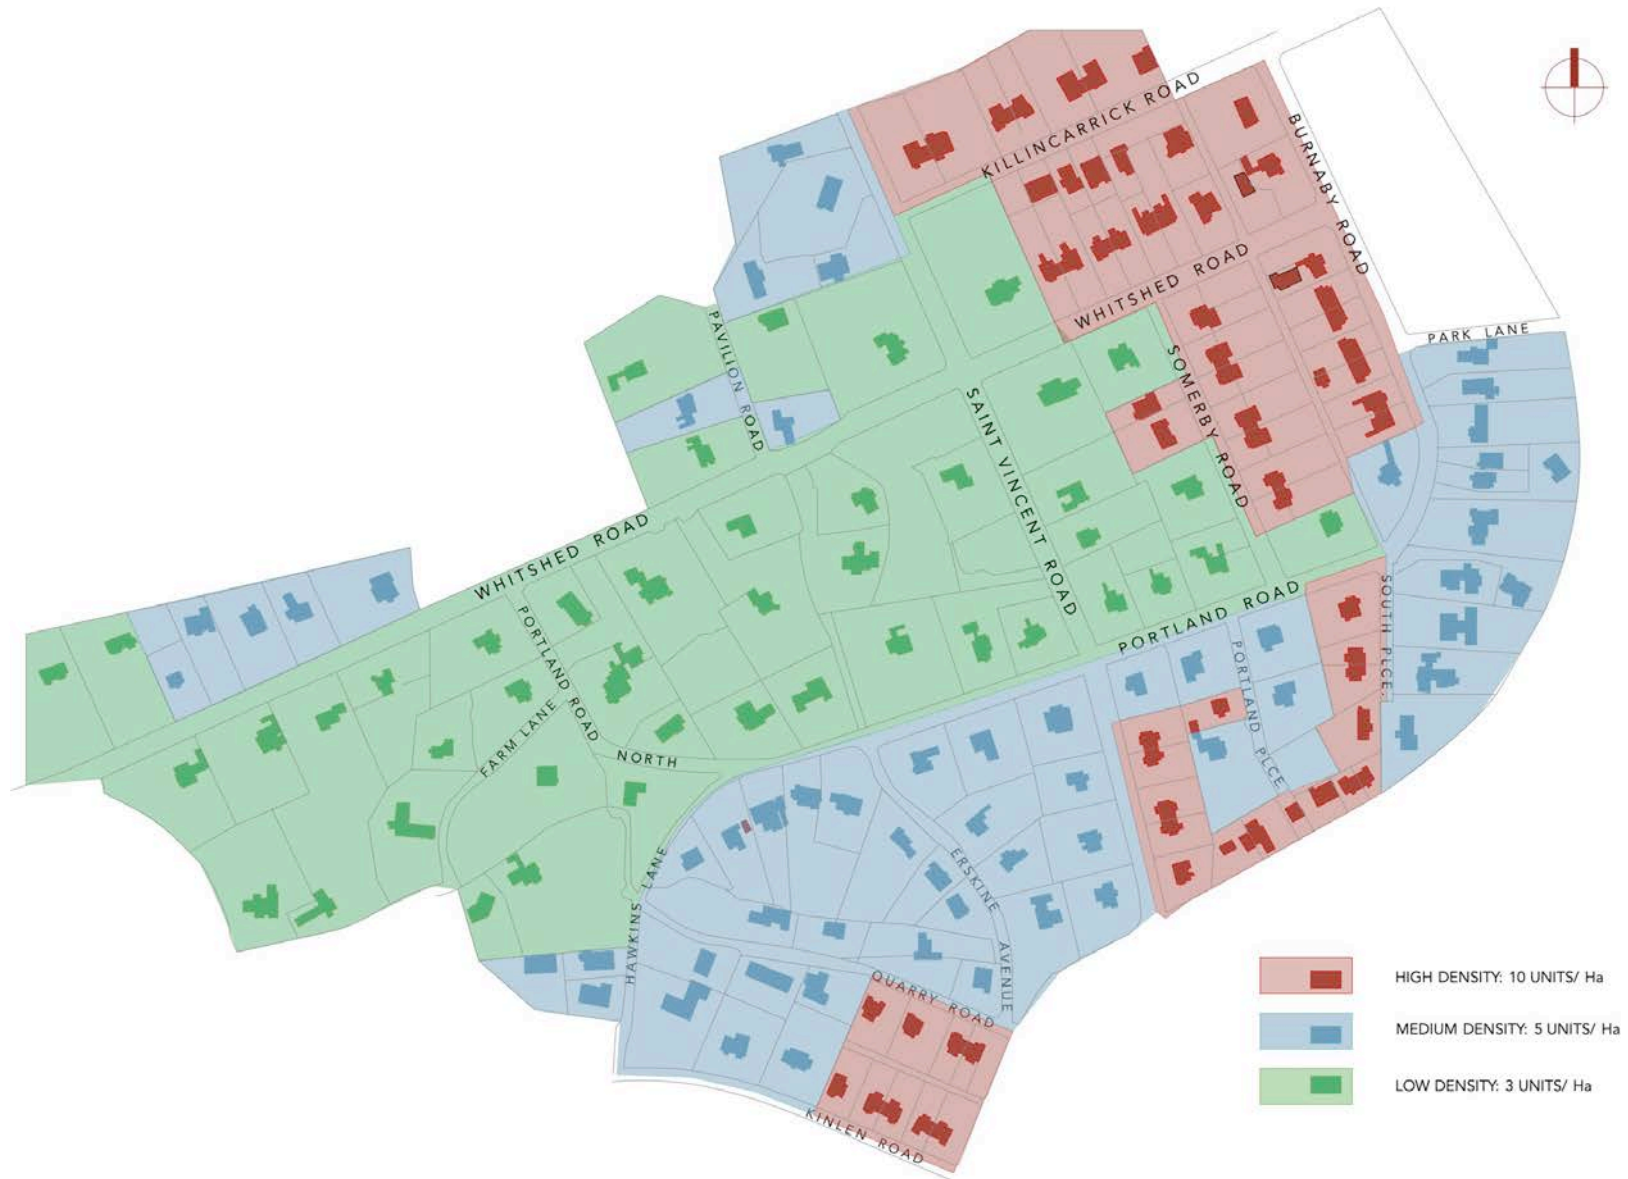 KILLINCARRICK ROAD
BURNABY ROAD
WHITSHED ROAD
PARK LANE
PAVILION ROAD
SOMERBY ROAD
SAINT VINCENT ROAD
WHITSHED ROAD
PORTLAND ROAD
SOUTH PLCE.
PORTLAND ROAD
PORTLAND PLCE
FARM LANE
NORTH
ERSKINE
AVENUE
HAWKINS LANE
QUARRY ROAD
KINLEN ROAD
HIGH DENSITY: 10 UNITS/ Ha
MEDIUM DENSITY: 5 UNITS/ Ha
LOW DENSITY: 3 UNITS/ Ha